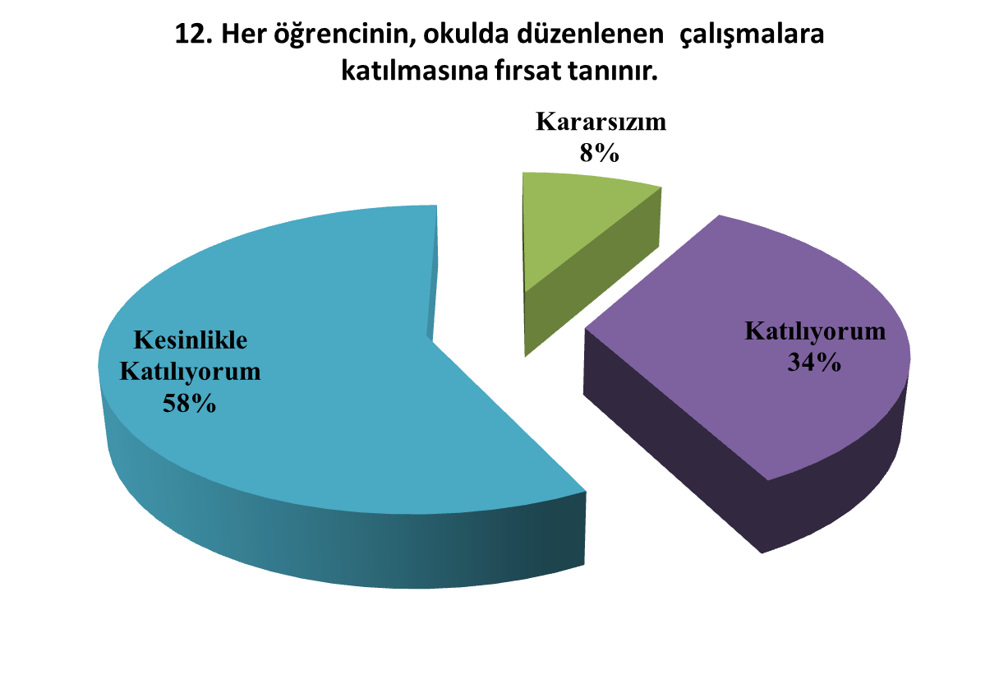 12. Her öğrencinin, okulda düzenlenen  çalışmalara
katılmasına fırsat tanınır.
Kararsızım
8%
Katılıyorum
34%
Kesinlikle
Katılıyorum
58%